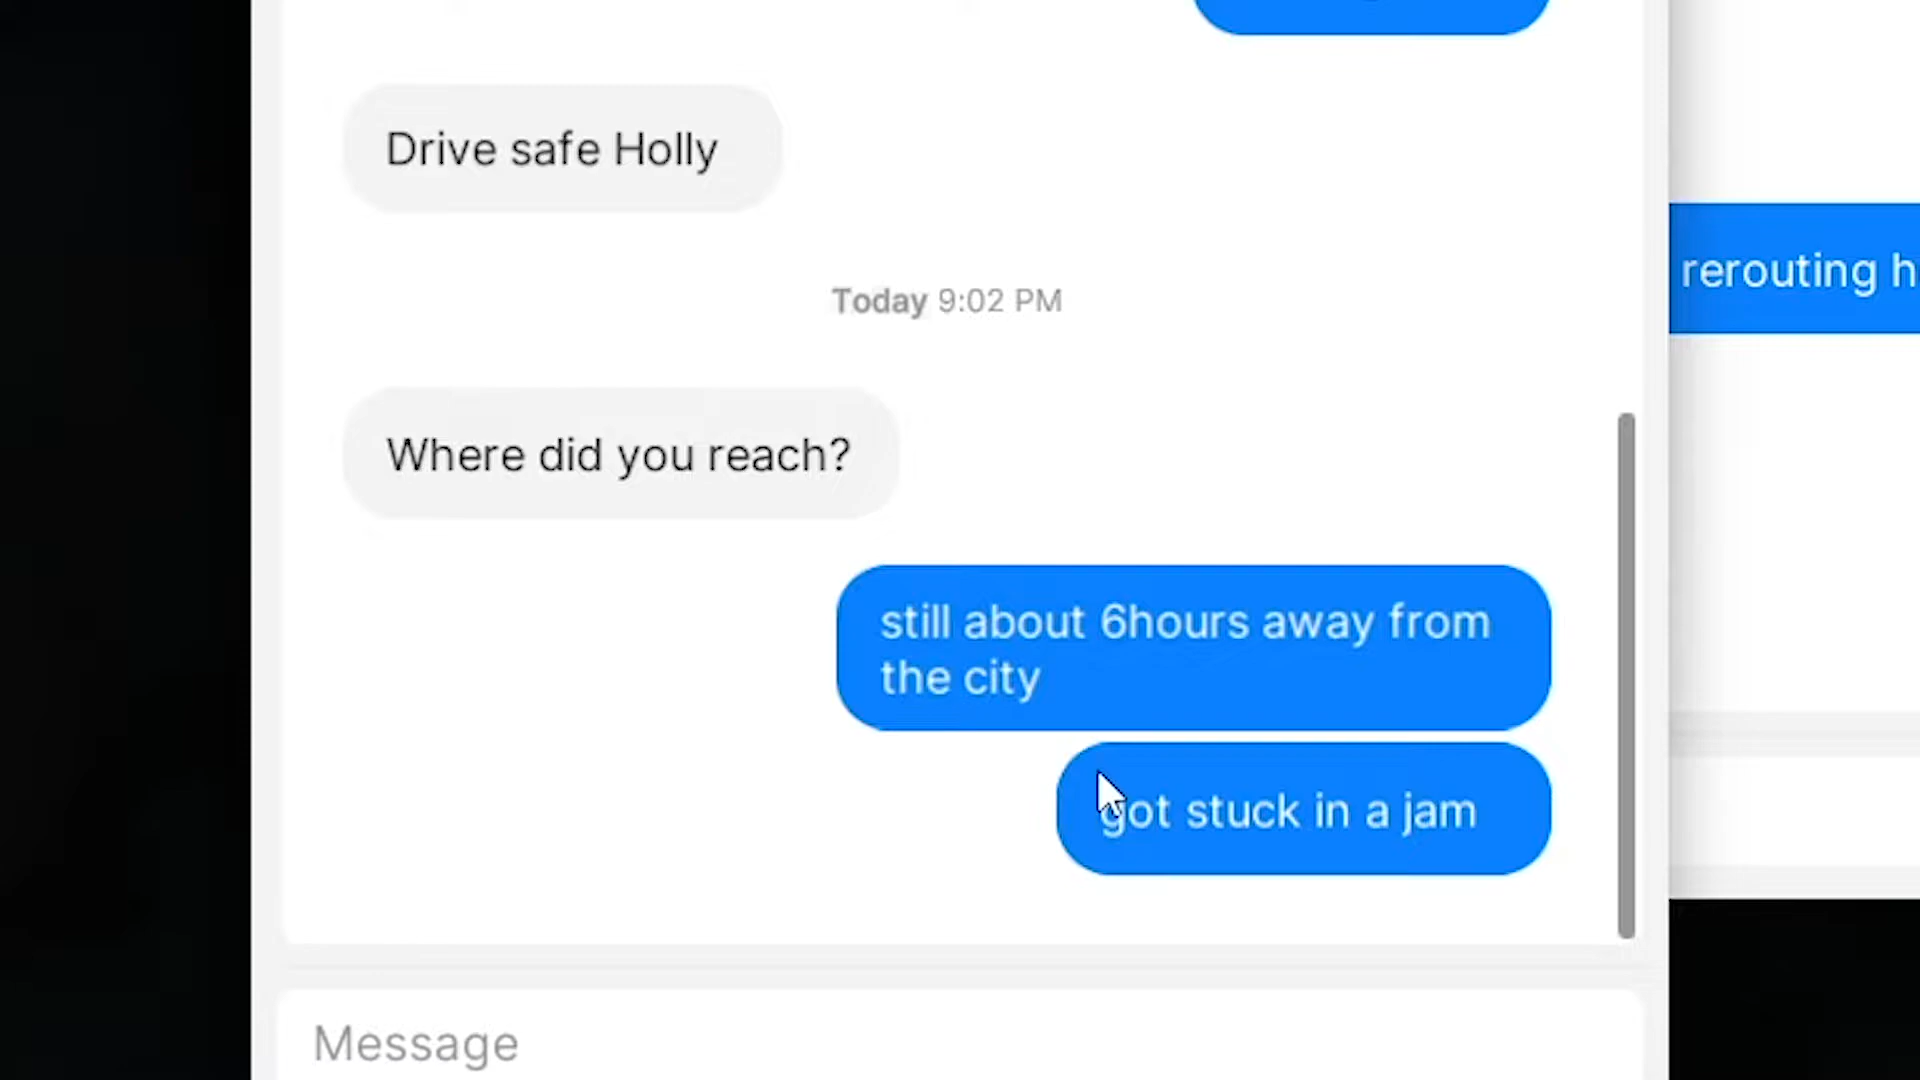 Drive safe Holly
Today 9:02 PM
rerouting
Where did you reach?
still about 6hours away from
the city
got stuck in a jam
Message